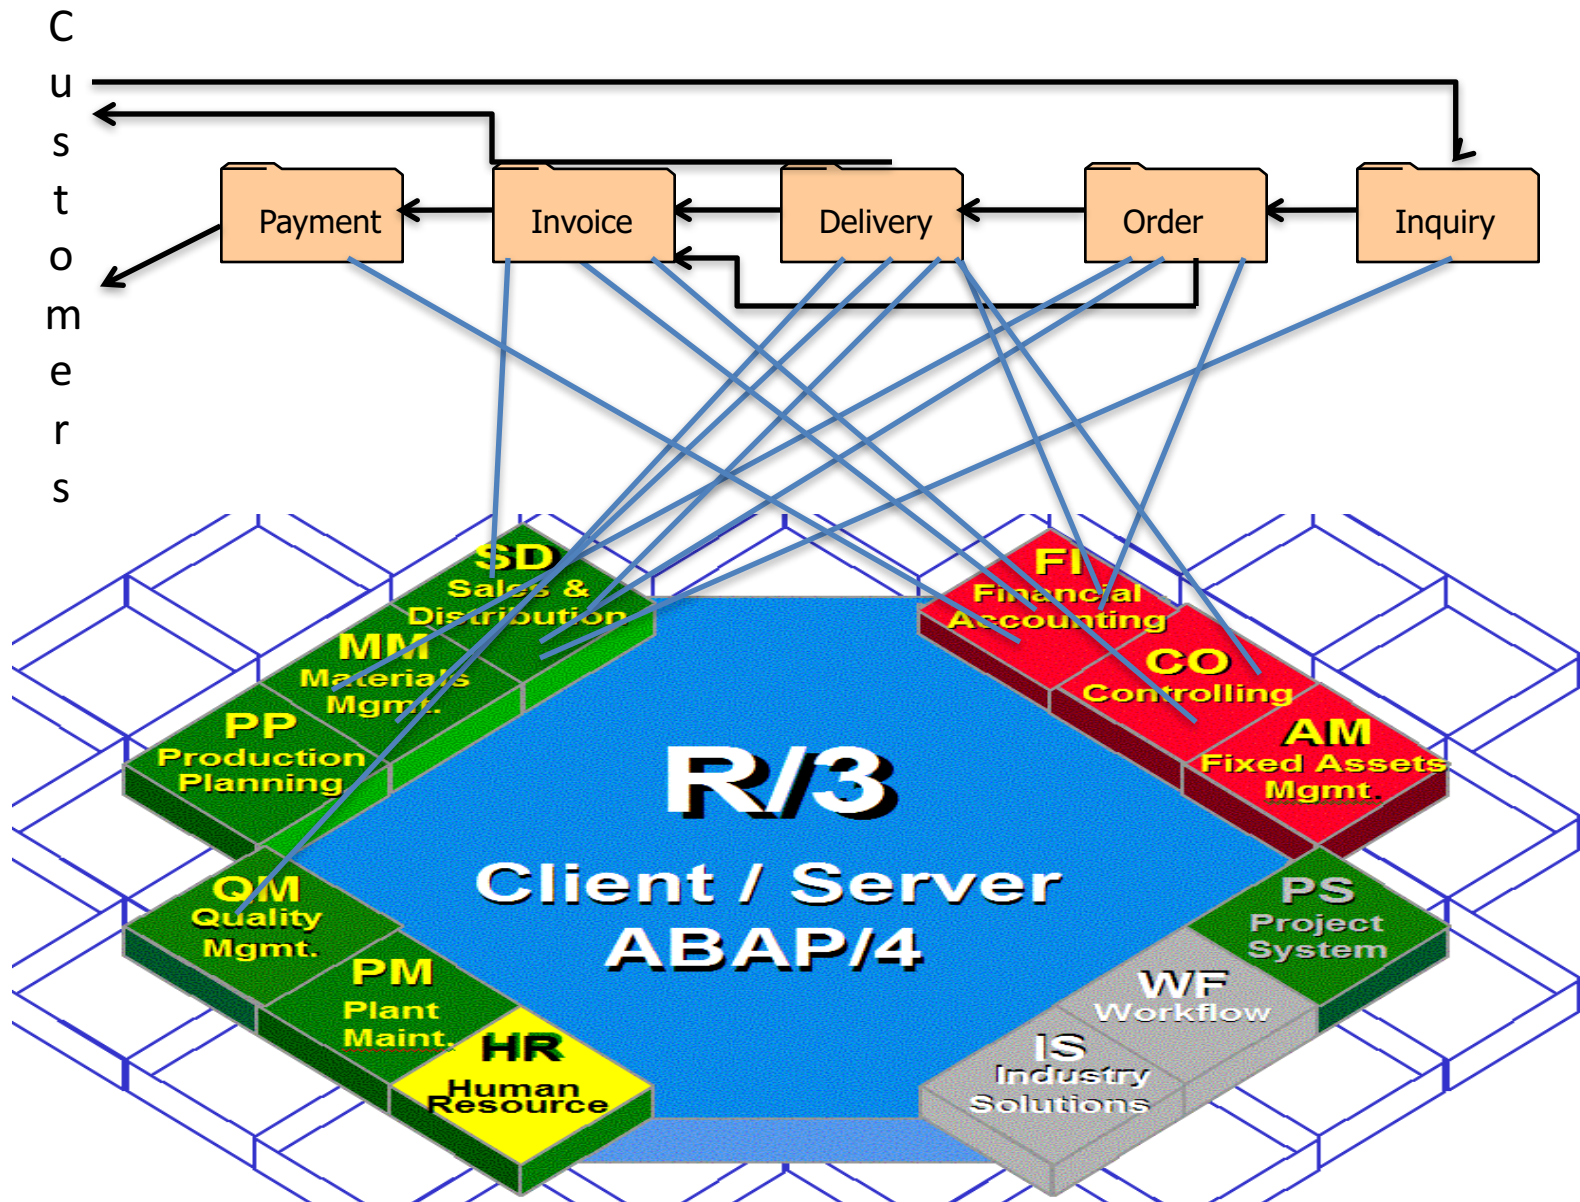 Customers
Payment
Invoice
Delivery
Order
Inquiry
SD
Sales &
Distribution
MM
Materials
Mgmt.
PP
Production
Planning
FI
Financial
Accounting
CO
Controlling
AM
Fixed Assets
Mgmt.
R/3
Client / Server
ABAP/4
QM
Quality
Mgmt.
PM
Plant
Maint.
HR
Human
Resource
PS
Project
System
WF
Workflow
IS
Industry
Solutions